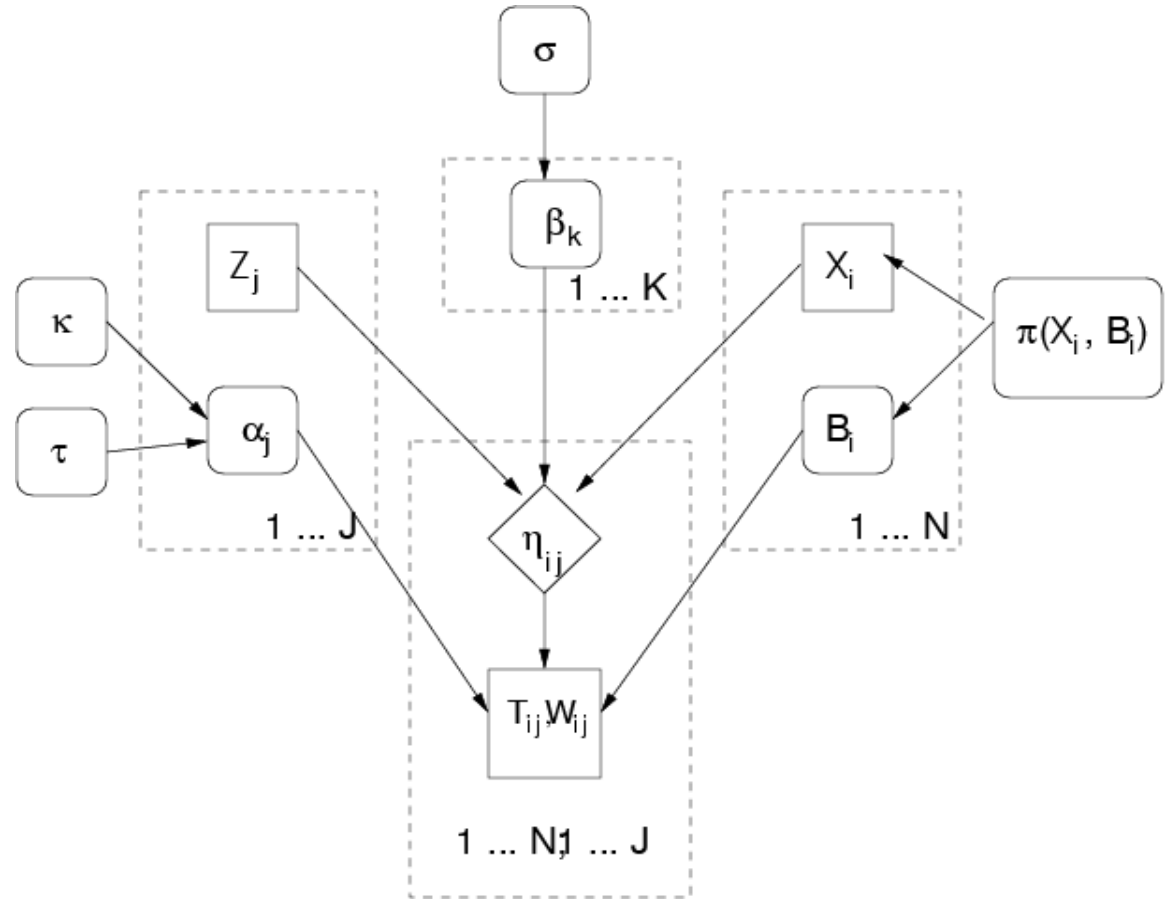 σ
β_k
1 ... K
Z_j
X_i
κ
π(X_i, B_i)
τ
α_j
B_i
1 ... J
1 ... N
η_ij
T_ij,W_ij
1 ... N,1 ... J